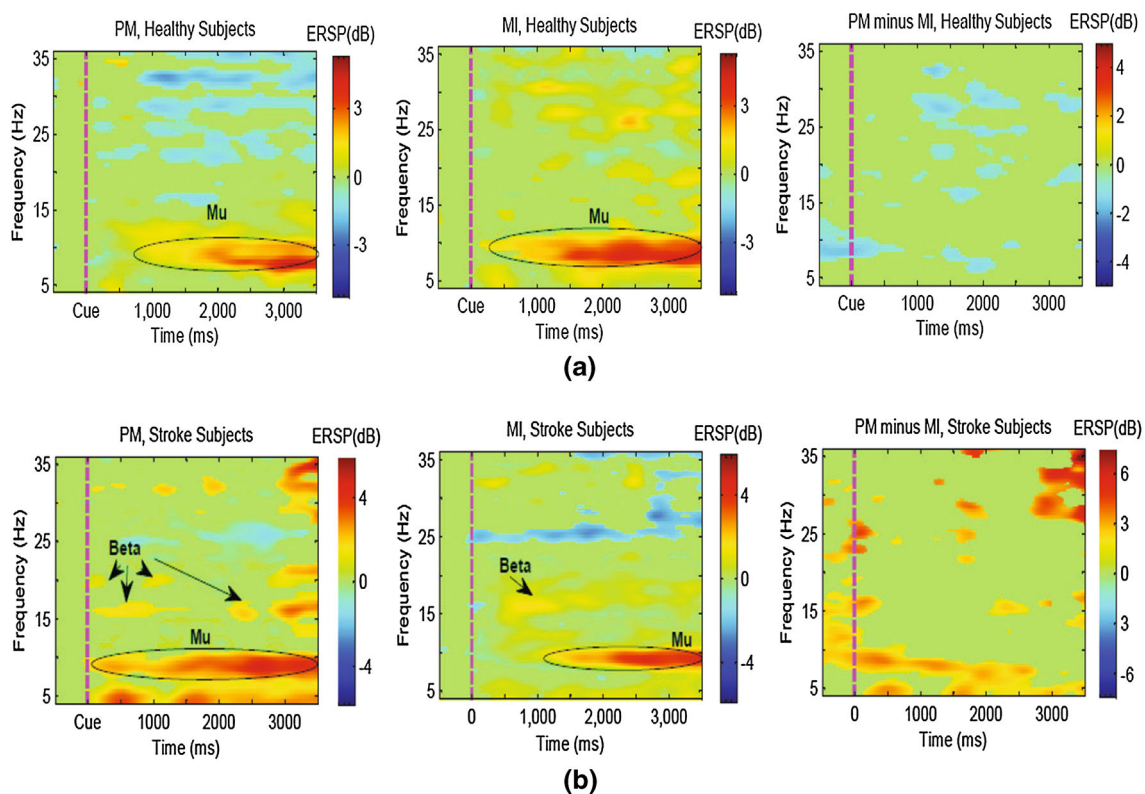 PM, Healthy Subjects
ERSP(dB)
35
25
15
5
Frequency (Hz)
Mu
Cue
1,000
2,000
3,000
Time (ms)
3
0
-3
MI, Healthy Subjects
ERSP(dB)
35
25
15
5
Frequency (Hz)
Mu
Cue
1,000
2,000
3,000
Time (ms)
3
0
-3
PM minus MI, Healthy Subjects
ERSP(dB)
35
25
15
5
Frequency (Hz)
Cue
1000
2000
3000
Time (ms)
4
2
0
-2
-4
(a)
PM, Stroke Subjects
ERSP(dB)
35
25
15
5
Frequency (Hz)
Beta
Mu
Cue
1000
2000
3000
Time (ms)
4
0
-4
MI, Stroke Subjects
ERSP(dB)
35
25
15
5
Frequency (Hz)
Beta
Mu
0
1,000
2,000
3,000
Time (ms)
4
0
-4
PM minus MI, Stroke Subjects
ERSP(dB)
35
25
15
5
Frequency (Hz)
0
1000
2000
3000
Time (ms)
6
3
0
-3
-6
(b)